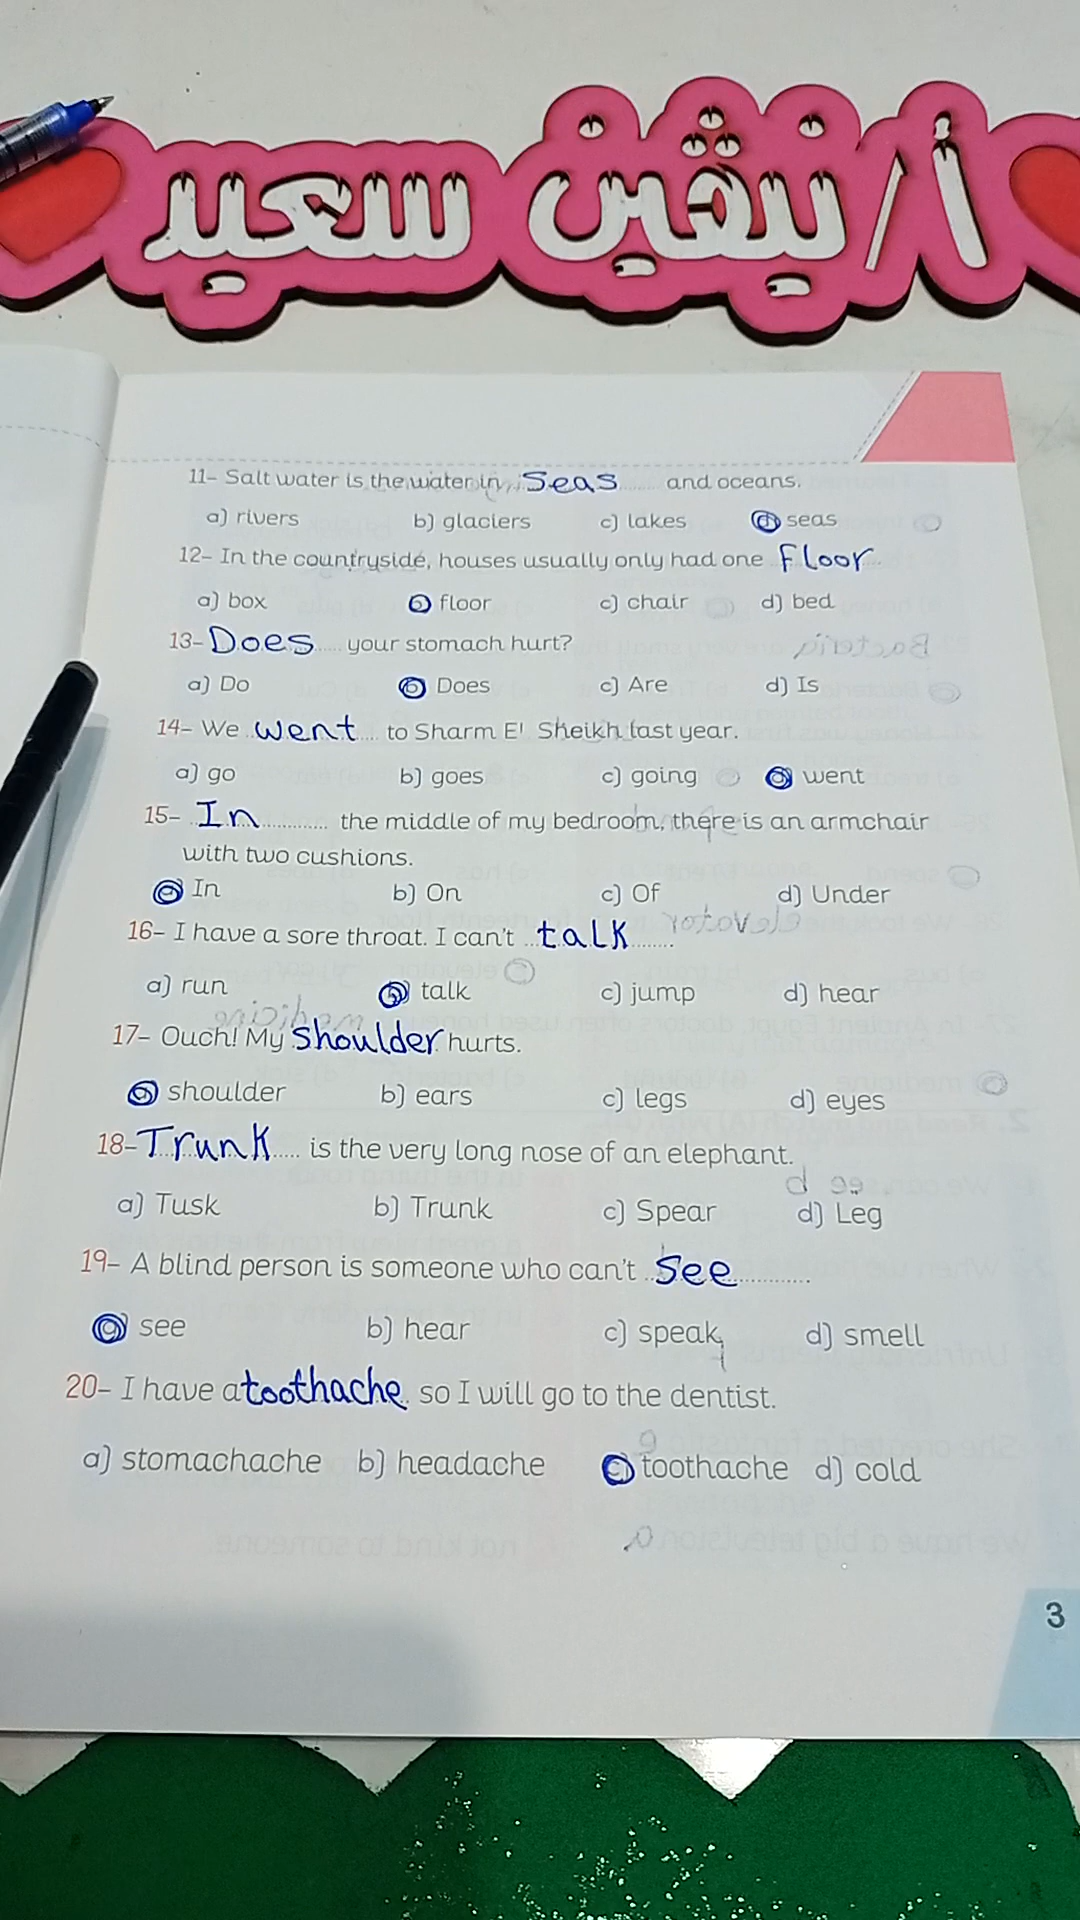 أ/ نيڤين سعيد
11- Salt water is the water in Seas and oceans.
a) rivers b) glaciers c) lakes d) seas
12- In the countryside, houses usually only had one Floor
a) box b) floor c) chair d) bed
13- Does your stomach hurt?
a) Do b) Does c) Are d) Is
14- We went to Sharm El Sheikh last year.
a) go b) goes c) going d) went
15- In the middle of my bedroom, there is an armchair
with two cushions.
a) In b) On c) Of d) Under
16- I have a sore throat. I can't talk
a) run b) talk c) jump d) hear
17- Ouch! My shoulder hurts.
a) shoulder b) ears c) legs d) eyes
18- Trunk is the very long nose of an elephant.
a) Tusk b) Trunk c) Spear d) Leg
19- A blind person is someone who can't see
a) see b) hear c) speak d) smell
20- I have a toothache so I will go to the dentist.
a) stomachache b) headache c) toothache d) cold
3